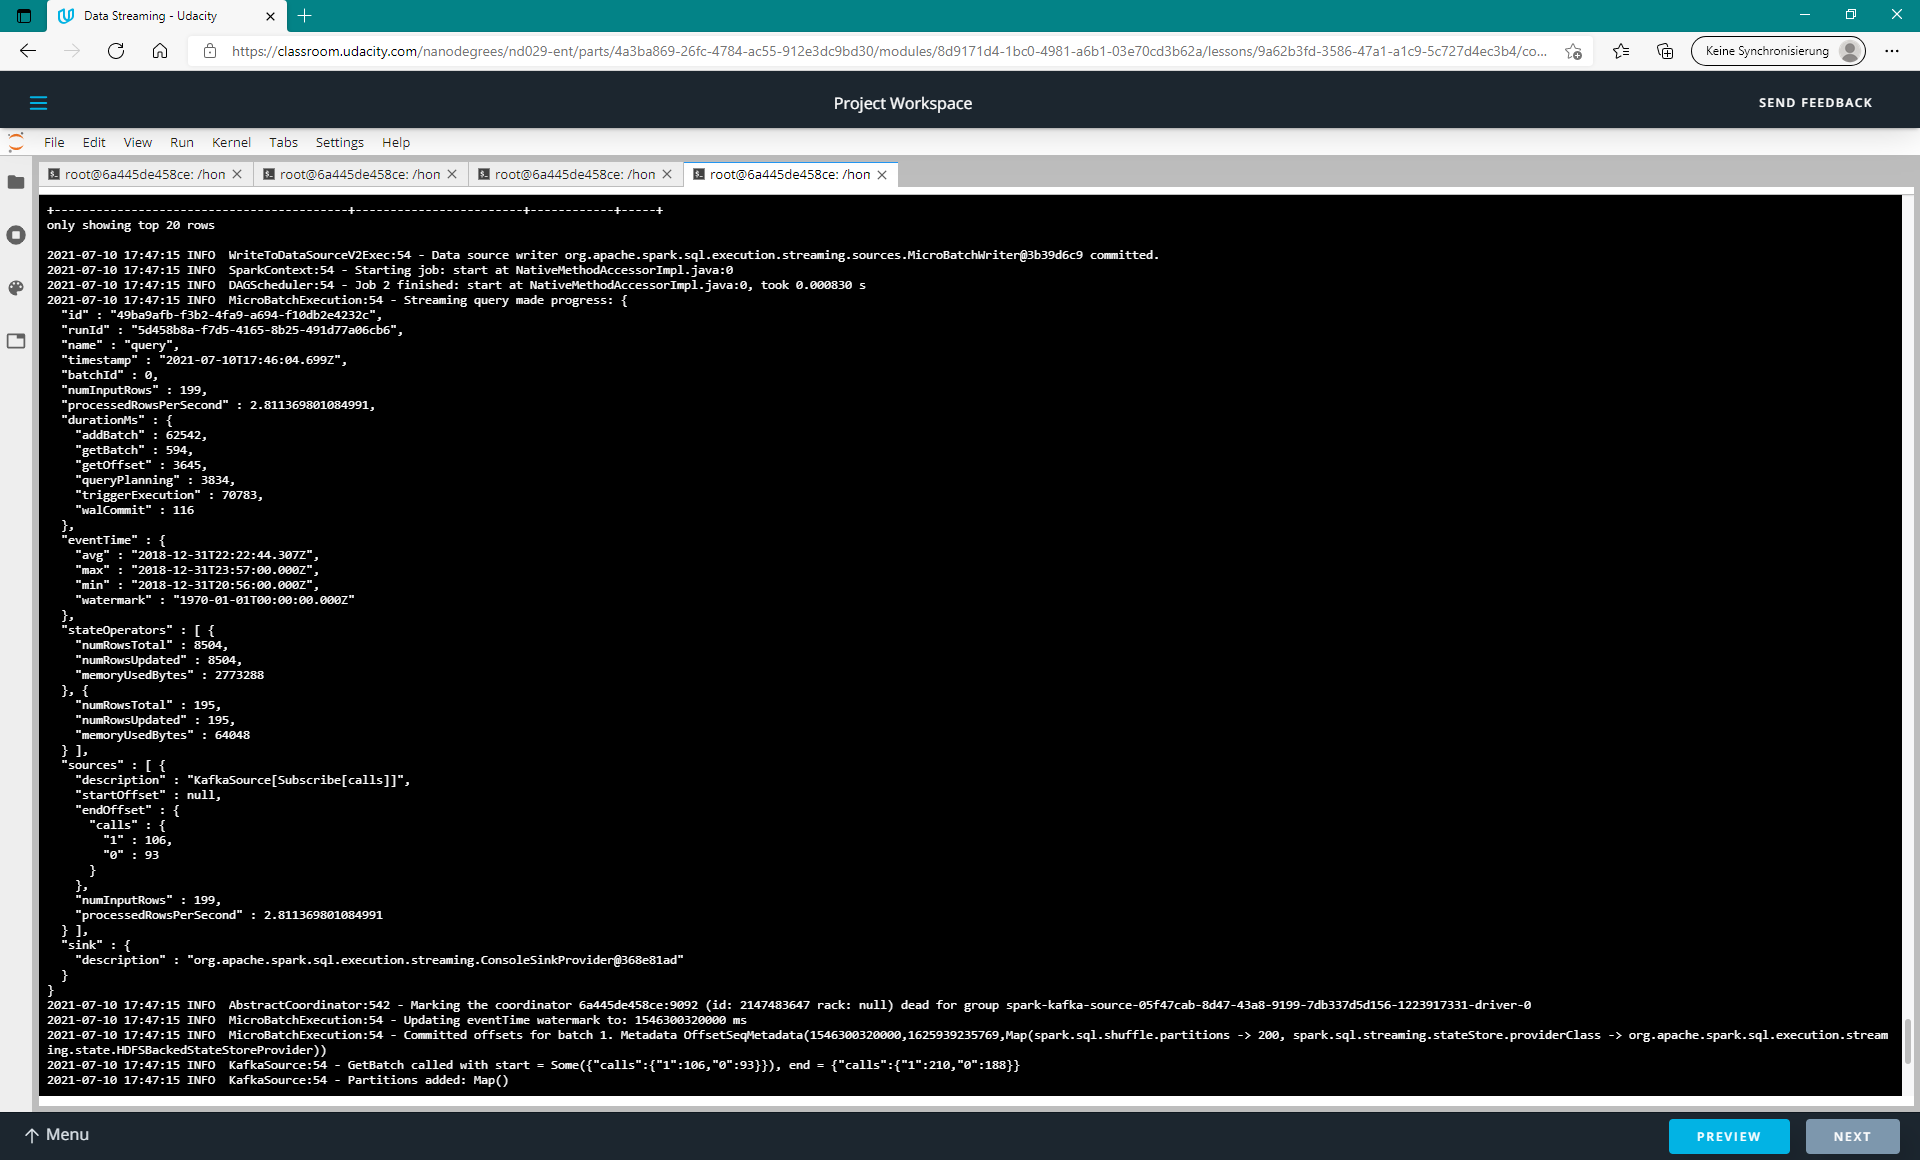 Data Streaming - Udacity
https://classroom.udacity.com/nanodegrees/nd029-ent/parts/4a3ba869-26fc-4784-ac55-912e3dc9bd30/modules/8d9171d4-1bc0-4981-a6b1-03e70cd3b62a/lessons/9a62b3fd-3586-47a1-a1c9-5c727d4ec3b4/co...
Keine Synchronisierung
Project Workspace
SEND FEEDBACK
File Edit View Run Kernel Tabs Settings Help
root@6a445de458ce: /hon root@6a445de458ce: /hon root@6a445de458ce: /hon root@6a445de458ce: /hon
+------------------------------------------+------------------------+------------+-----+
only showing top 20 rows
2021-07-10 17:47:15 INFO  WriteToDataSourceV2Exec:54 - Data source writer org.apache.spark.sql.execution.streaming.sources.MicroBatchWriter@3b39d6c9 committed.
2021-07-10 17:47:15 INFO  SparkContext:54 - Starting job: start at NativeMethodAccessorImpl.java:0
2021-07-10 17:47:15 INFO  DAGScheduler:54 - Job 2 finished: start at NativeMethodAccessorImpl.java:0, took 0.000830 s
2021-07-10 17:47:15 INFO  MicroBatchExecution:54 - Streaming query made progress: {
  "id" : "49ba9afb-f3b2-4fa9-a694-f10db2e4232c",
  "runId" : "5d458b8a-f7d5-4165-8b25-491d77a06cb6",
  "name" : "query",
  "timestamp" : "2021-07-10T17:46:04.699Z",
  "batchId" : 0,
  "numInputRows" : 199,
  "processedRowsPerSecond" : 2.811369801084991,
  "durationMs" : {
    "addBatch" : 62542,
    "getBatch" : 594,
    "getOffset" : 3645,
    "queryPlanning" : 3834,
    "triggerExecution" : 70783,
    "walCommit" : 116
  },
  "eventTime" : {
    "avg" : "2018-12-31T22:22:44.307Z",
    "max" : "2018-12-31T23:57:00.000Z",
    "min" : "2018-12-31T20:56:00.000Z",
    "watermark" : "1970-01-01T00:00:00.000Z"
  },
  "stateOperators" : [ {
    "numRowsTotal" : 8504,
    "numRowsUpdated" : 8504,
    "memoryUsedBytes" : 2773288
  }, {
    "numRowsTotal" : 195,
    "numRowsUpdated" : 195,
    "memoryUsedBytes" : 64048
  } ],
  "sources" : [ {
    "description" : "KafkaSource[Subscribe[calls]]",
    "startOffset" : null,
    "endOffset" : {
      "calls" : {
        "1" : 106,
        "0" : 93
      }
    },
    "numInputRows" : 199,
    "processedRowsPerSecond" : 2.811369801084991
  } ],
  "sink" : {
    "description" : "org.apache.spark.sql.execution.streaming.ConsoleSinkProvider@368e81ad"
  }
}
2021-07-10 17:47:15 INFO  AbstractCoordinator:542 - Marking the coordinator 6a445de458ce:9092 (id: 2147483647 rack: null) dead for group spark-kafka-source-05f47cab-8d47-43a8-9199-7db337d5d156-1223917331-driver-0
2021-07-10 17:47:15 INFO  MicroBatchExecution:54 - Updating eventTime watermark to: 1546300320000 ms
2021-07-10 17:47:15 INFO  MicroBatchExecution:54 - Committed offsets for batch 1. Metadata OffsetSeqMetadata(1546300320000,1625939235769,Map(spark.sql.shuffle.partitions -> 200, spark.sql.streaming.stateStore.providerClass -> org.apache.spark.sql.execution.stream
ing.state.HDFSBackedStateStoreProvider))
2021-07-10 17:47:15 INFO  KafkaSource:54 - GetBatch called with start = Some({"calls":{"1":106,"0":93}}), end = {"calls":{"1":210,"0":188}}
2021-07-10 17:47:15 INFO  KafkaSource:54 - Partitions added: Map()
Menu
PREVIEW
NEXT